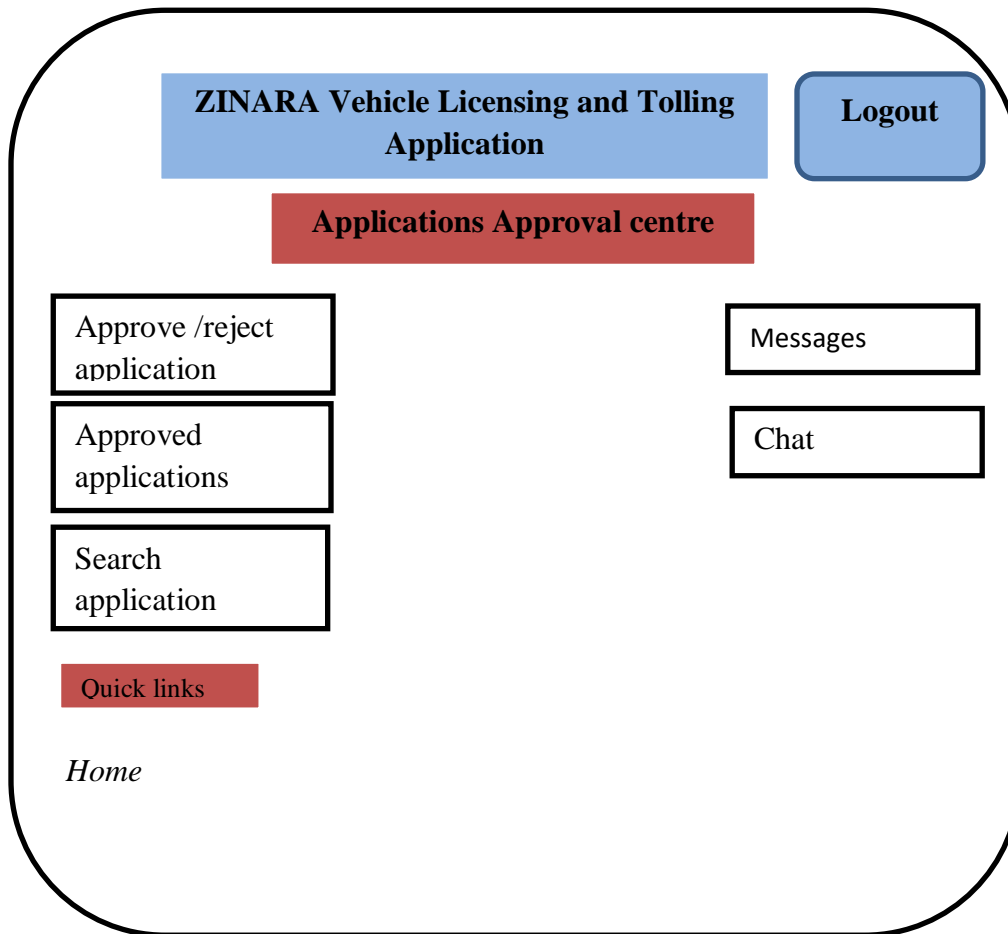 ZINARA Vehicle Licensing and Tolling
Application
Logout
Applications Approval centre
Approve /reject
application
Messages
Approved
applications
Chat
Search
application
Quick links
Home